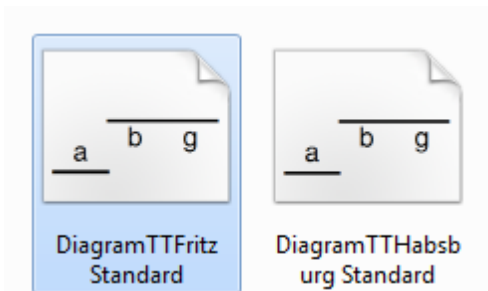 a b g
a b g
DiagramTTFritz
Standard
DiagramTTHabsb
urg Standard